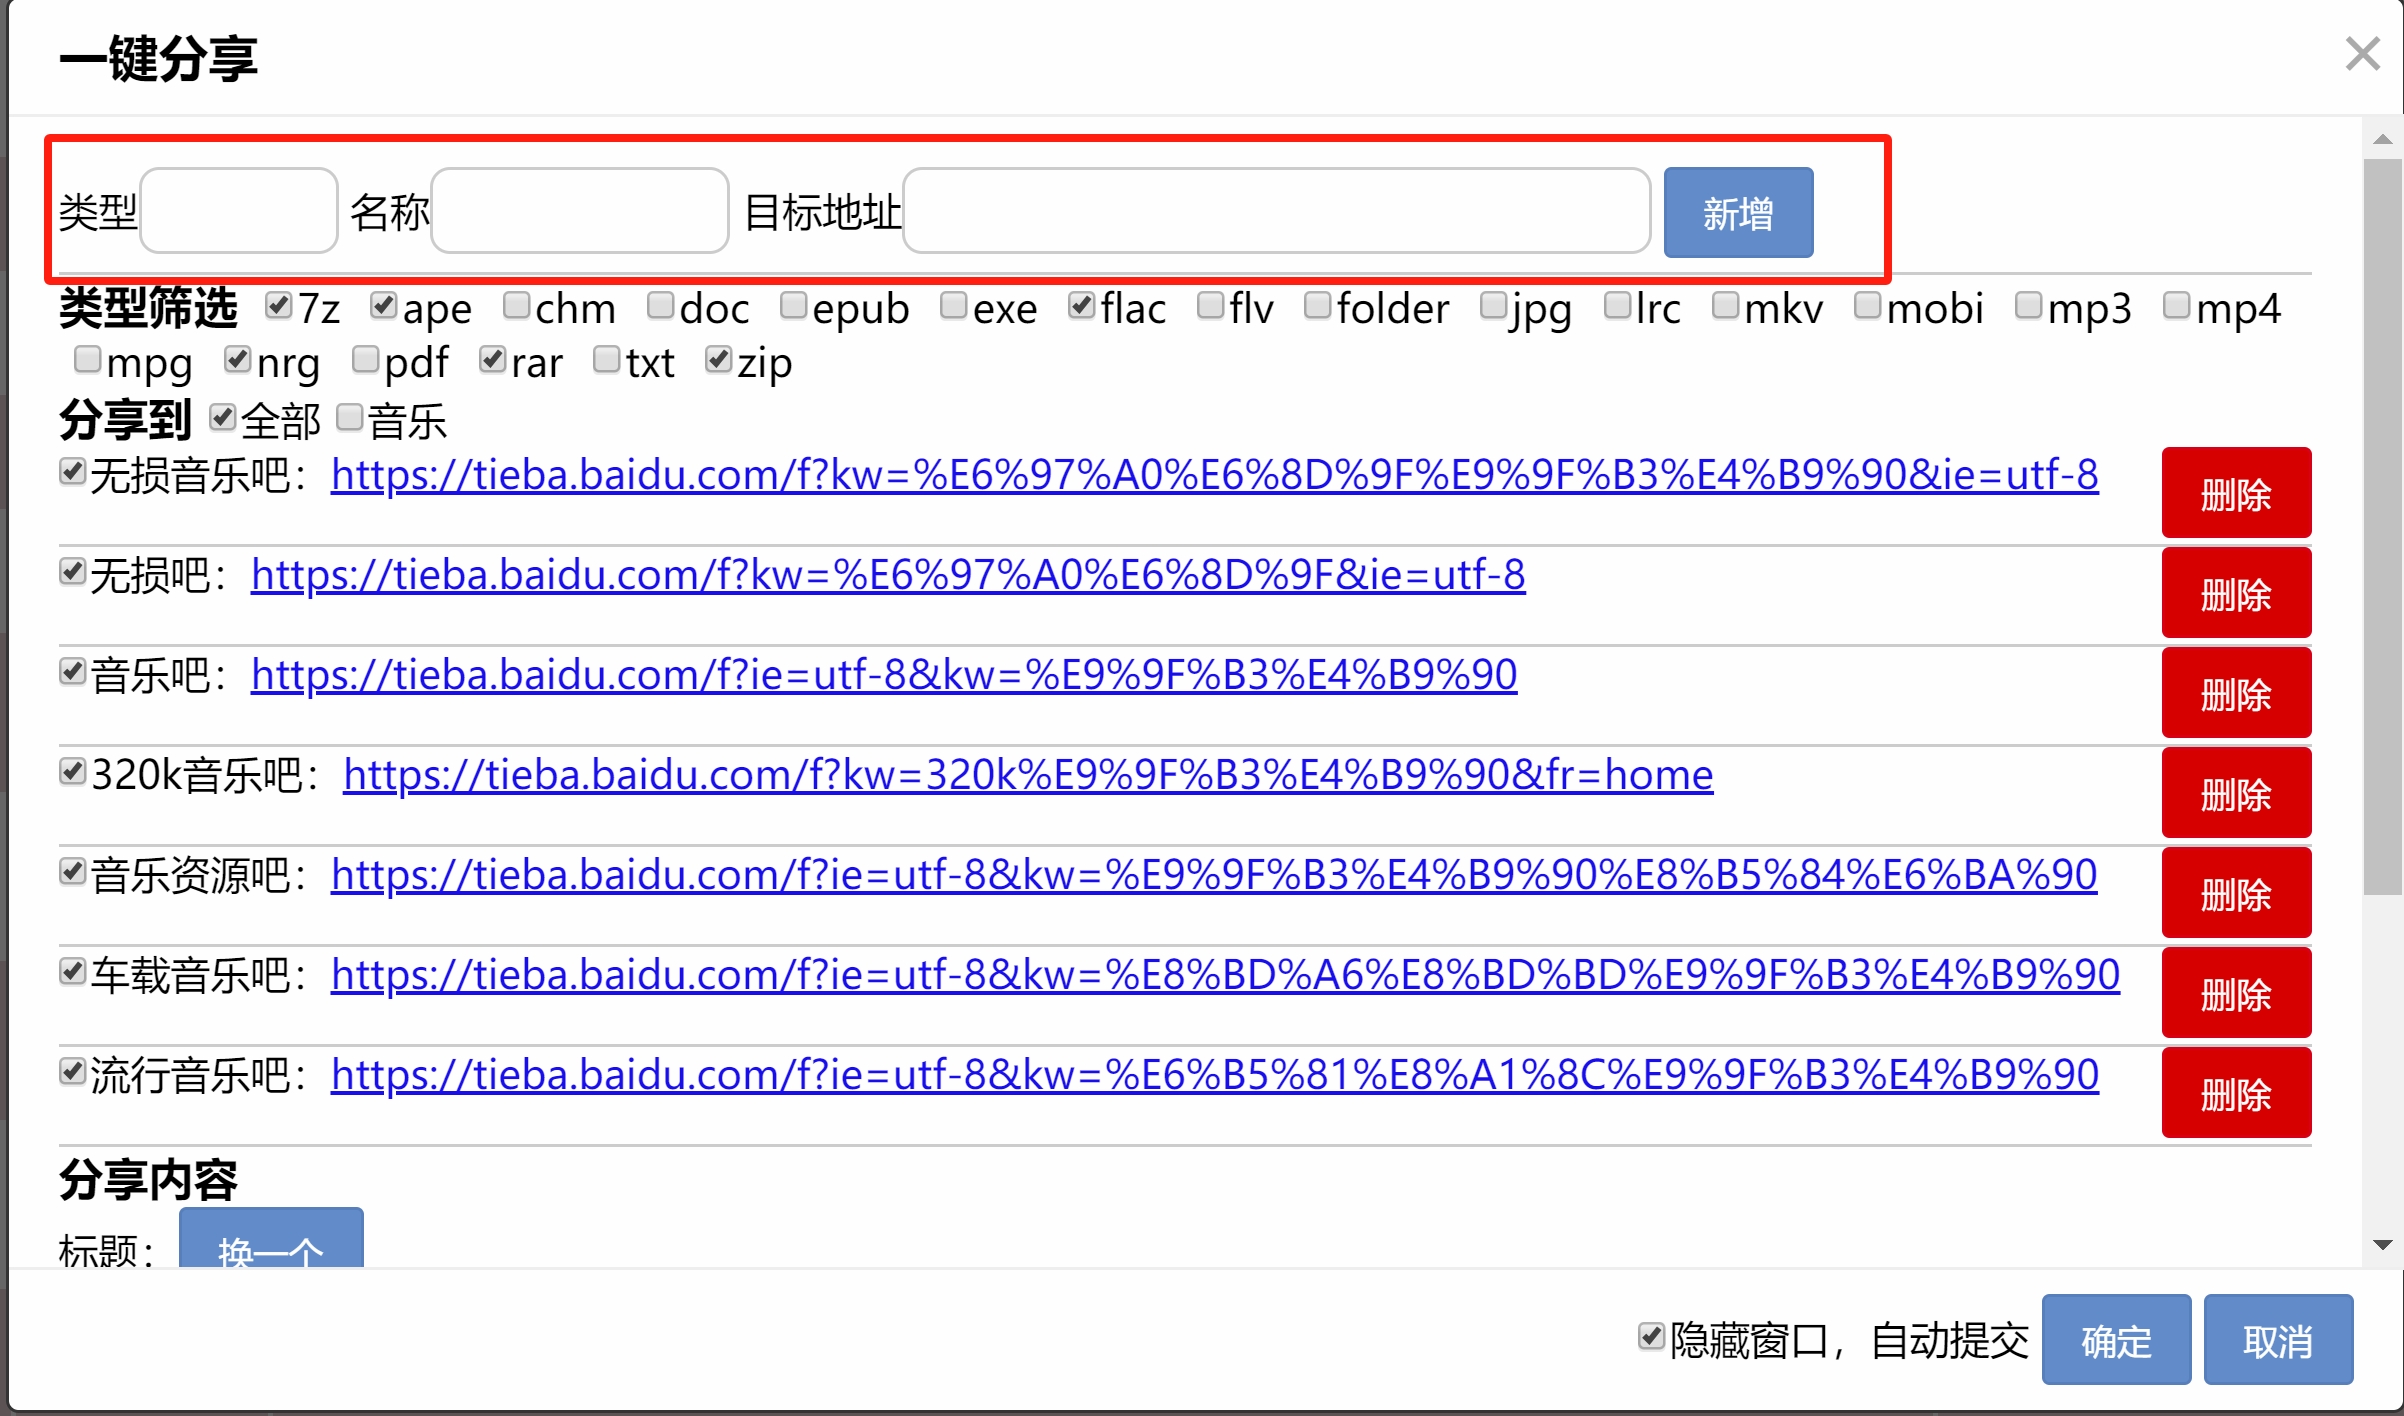 一键分享
类型 名称 目标地址 新增
类型筛选 7z ape chm doc epub exe flac flv folder jpg lrc mkv mobi mp3 mp4
mpg nrg pdf rar txt zip
分享到 全部 音乐
无损音乐吧：https://tieba.baidu.com/f?kw=%E6%97%A0%E6%8D%9F%E9%9F%B3%E4%B9%90&ie=utf-8 删除
无损吧：https://tieba.baidu.com/f?kw=%E6%97%A0%E6%8D%9F&ie=utf-8 删除
音乐吧：https://tieba.baidu.com/f?ie=utf-8&kw=%E9%9F%B3%E4%B9%90 删除
320k音乐吧：https://tieba.baidu.com/f?kw=320k%E9%9F%B3%E4%B9%90&fr=home 删除
音乐资源吧：https://tieba.baidu.com/f?ie=utf-8&kw=%E9%9F%B3%E4%B9%90%E8%B5%84%E6%BA%90 删除
车载音乐吧：https://tieba.baidu.com/f?ie=utf-8&kw=%E8%BD%A6%E8%BD%BD%E9%9F%B3%E4%B9%90 删除
流行音乐吧：https://tieba.baidu.com/f?ie=utf-8&kw=%E6%B5%81%E8%A1%8C%E9%9F%B3%E4%B9%90 删除
分享内容
标题： 换一个
隐藏窗口，自动提交 确定 取消